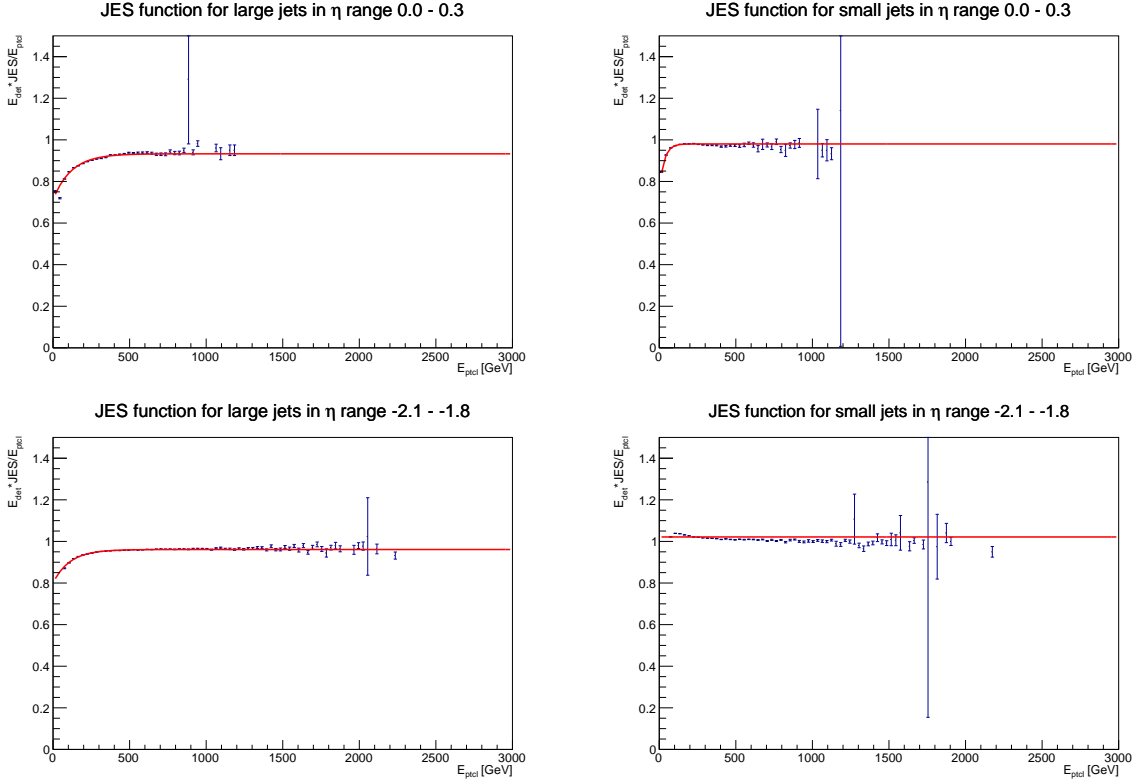 JES function for large jets in η range 0.0 - 0.3
E_det * JES/E_ptcl
1.4
1.2
1
0.8
0.6
0.4
0.2
0
0 500 1000 1500 2000 2500 3000
E_ptcl [GeV]
JES function for small jets in η range 0.0 - 0.3
E_det * JES/E_ptcl
1.4
1.2
1
0.8
0.6
0.4
0.2
0
0 500 1000 1500 2000 2500 3000
E_ptcl [GeV]
JES function for large jets in η range -2.1 - -1.8
E_det * JES/E_ptcl
1.4
1.2
1
0.8
0.6
0.4
0.2
0
0 500 1000 1500 2000 2500 3000
E_ptcl [GeV]
JES function for small jets in η range -2.1 - -1.8
E_det * JES/E_ptcl
1.4
1.2
1
0.8
0.6
0.4
0.2
0
0 500 1000 1500 2000 2500 3000
E_ptcl [GeV]